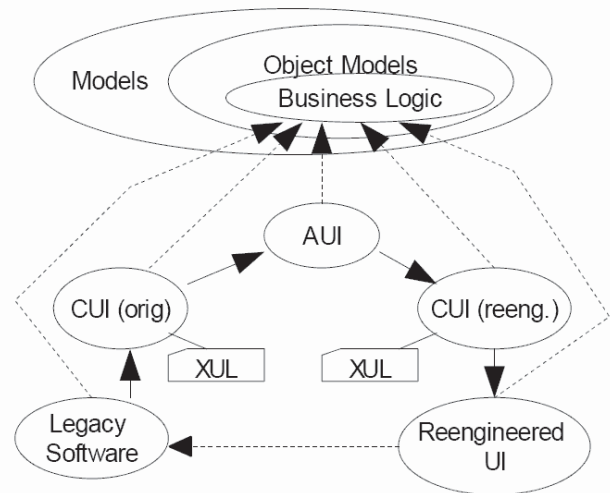 Models
Object Models
Business Logic
AUI
CUI (orig)
CUI (reeng.)
XUL
XUL
Legacy
Software
Reengineered
UI